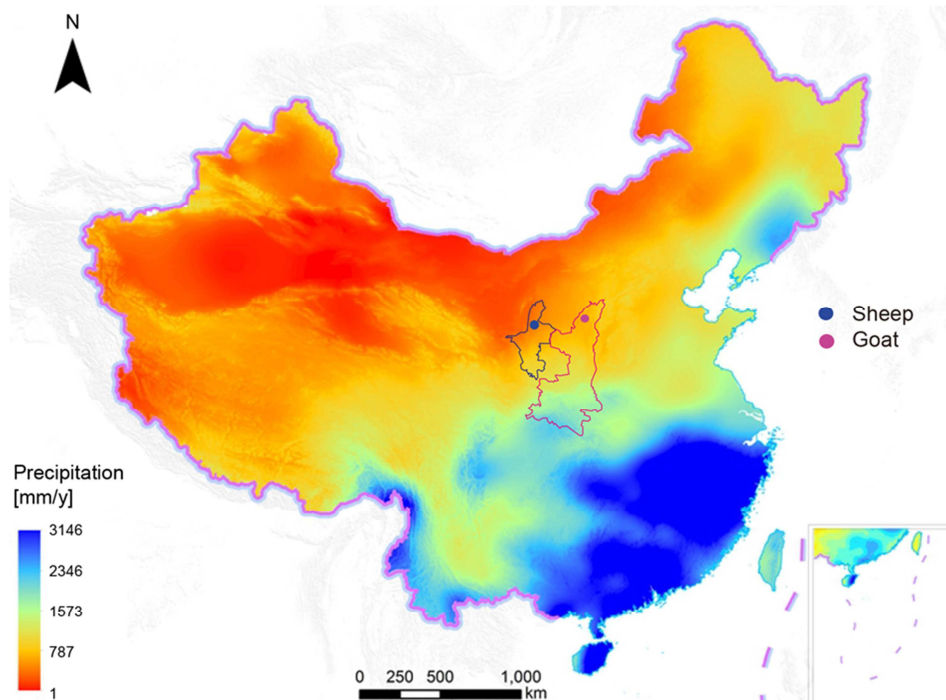 N
Sheep
Goat
Precipitation
[mm/y]
3146
2346
1573
787
1
0 250 500 1,000
km